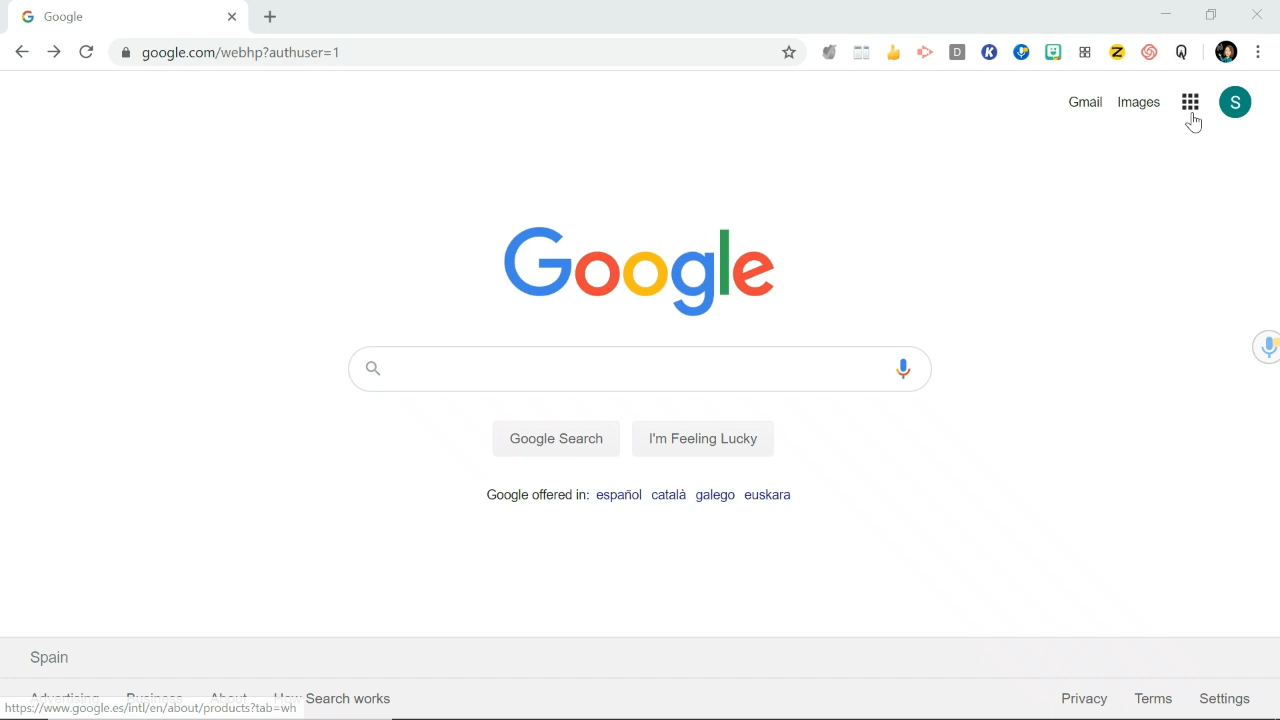 Google
google.com/webhp?authuser=1
D K Z
Gmail Images S
Google
Google Search I'm Feeling Lucky
Google offered in: español català galego euskara
Spain
Advertising Business About How Search works Privacy Terms Settings
https://www.google.es/intl/en/about/products?tab=wh